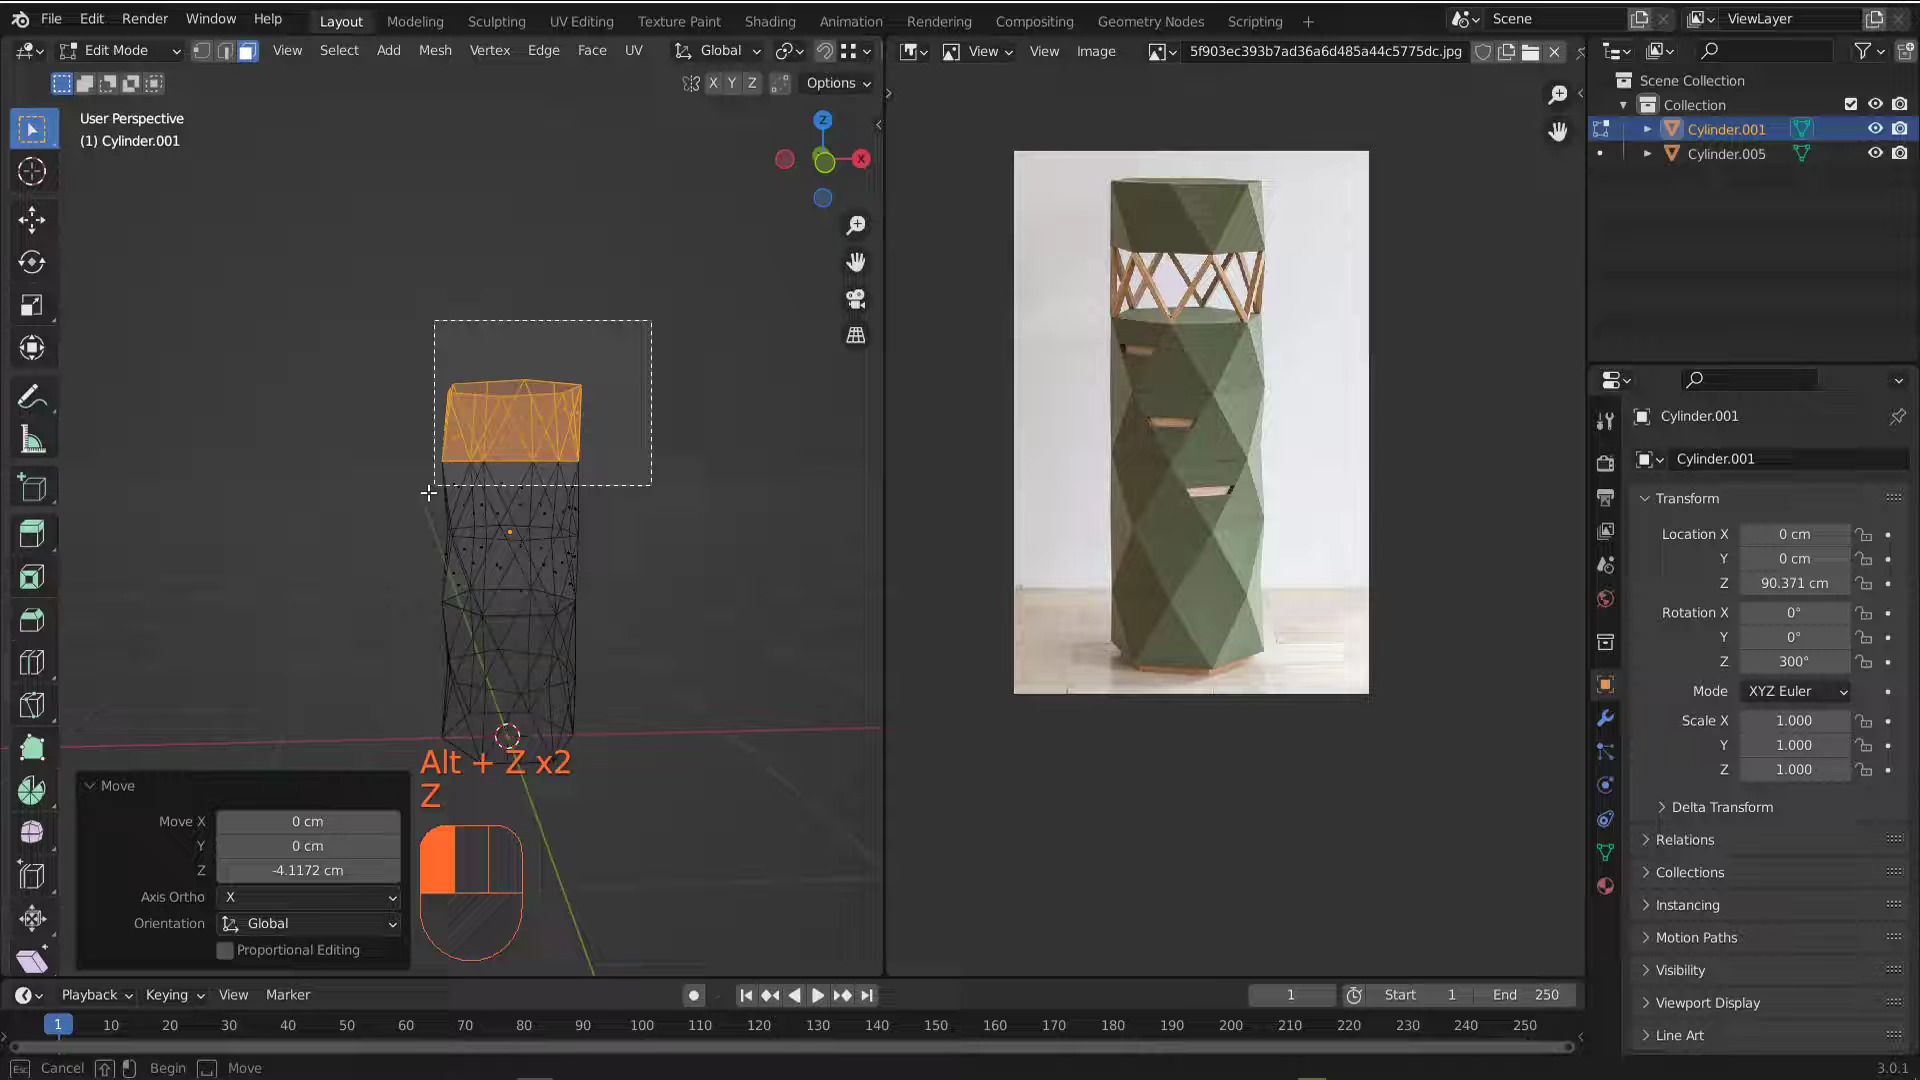 File Edit Render Window Help
Layout Modeling Sculpting UV Editing Texture Paint Shading Animation Rendering Compositing Geometry Nodes Scripting +
Scene
ViewLayer
Edit Mode View Select Add Mesh Vertex Edge Face UV Global
View View Image 5f903ec393b7ad36a6d485a44c5775dc.jpg
X Y Z Options
User Perspective
(1) Cylinder.001
Z
X
Scene Collection
Collection
Cylinder.001
Cylinder.005
Alt + Z x2
Z
Move
Move X 0 cm
Y 0 cm
Z -4.1172 cm
Axis Ortho X
Orientation Global
Proportional Editing
Cylinder.001
Cylinder.001
Transform
Location X 0 cm
Y 0 cm
Z 90.371 cm
Rotation X 0°
Y 0°
Z 300°
Mode XYZ Euler
Scale X 1.000
Y 1.000
Z 1.000
Delta Transform
Relations
Collections
Instancing
Motion Paths
Visibility
Viewport Display
Line Art
Playback Keying View Marker
1 Start 1 End 250
1 10 20 30 40 50 60 70 80 90 100 110 120 130 140 150 160 170 180 190 200 210 220 230 240 250
Esc Cancel Begin Move
3.0.1